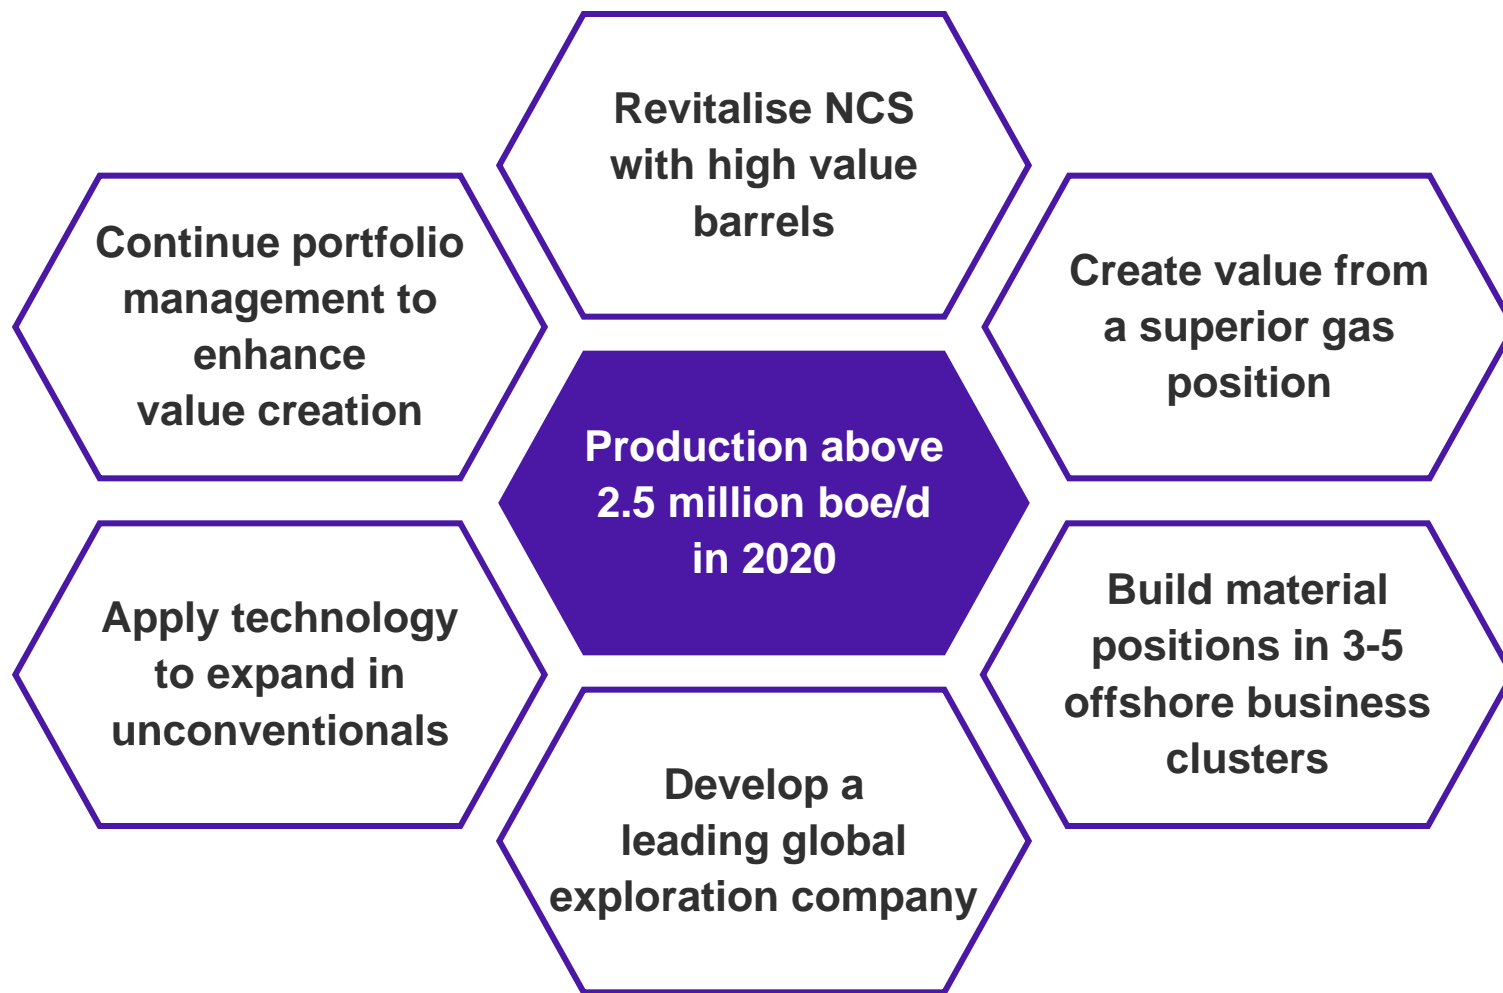 Revitalise NCS
with high value
barrels
Continue portfolio
management to
enhance
value creation
Create value from
a superior gas
position
Production above
2.5 million boe/d
in 2020
Apply technology
to expand in
unconventionals
Build material
positions in 3-5
offshore business
clusters
Develop a
leading global
exploration company